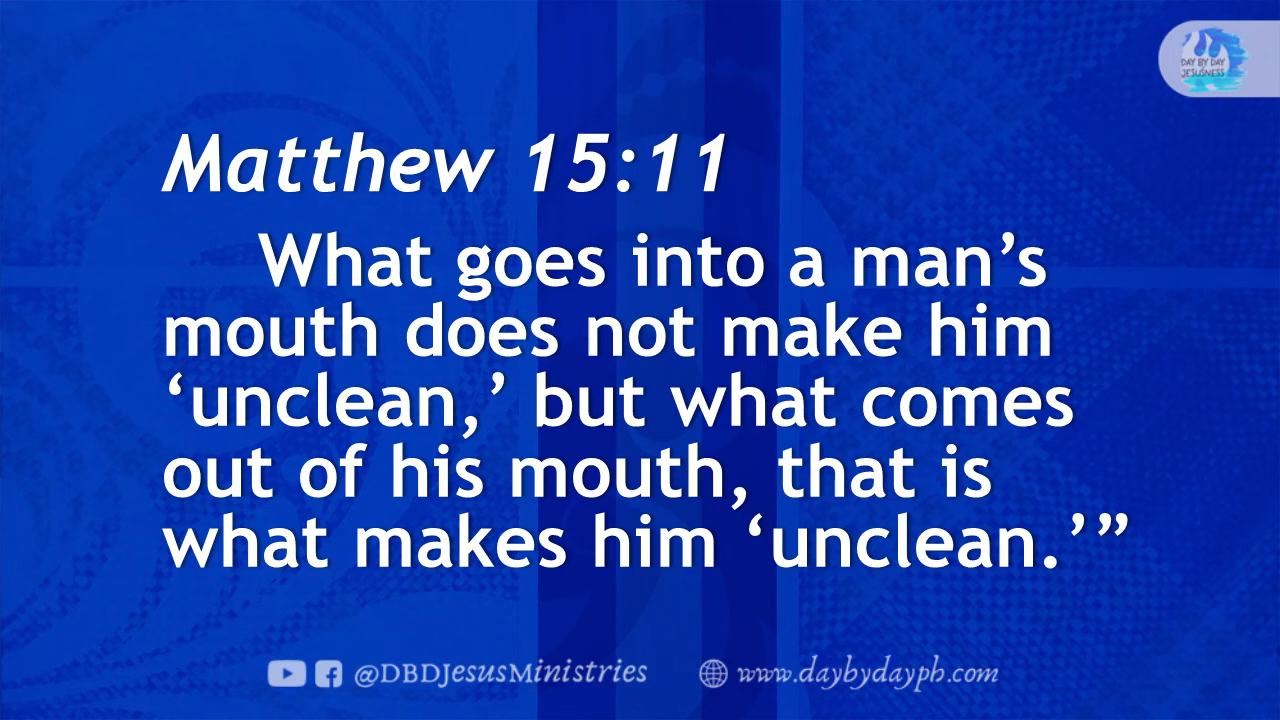 DAY BY DAY
JESUSNESS
Matthew 15:11
What goes into a man’s
mouth does not make him
‘unclean,’ but what comes
out of his mouth, that is
what makes him ‘unclean.’”
@DBDJesusMinistries www.daybydayph.com